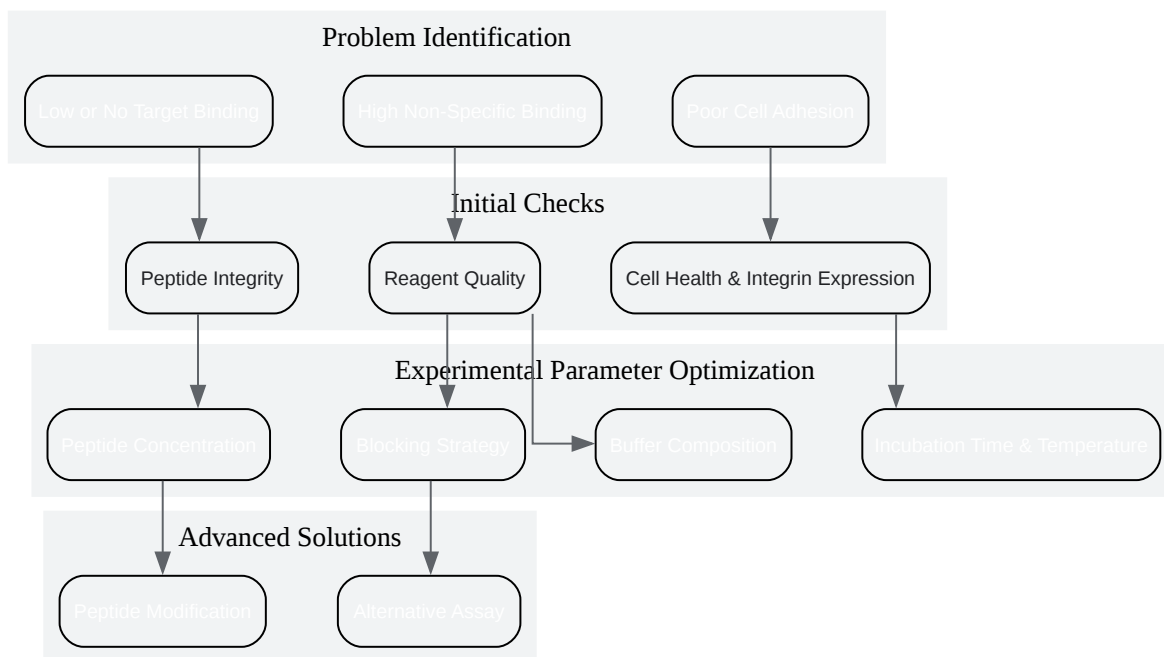 Problem Identification
Low or No Target Binding
High Non-Specific Binding
Poor Cell Adhesion
Initial Checks
Peptide Integrity
Reagent Quality
Cell Health & Integrin Expression
Experimental Parameter Optimization
Peptide Concentration
Blocking Strategy
Buffer Composition
Incubation Time & Temperature
Advanced Solutions
Peptide Modification
Alternative Assay